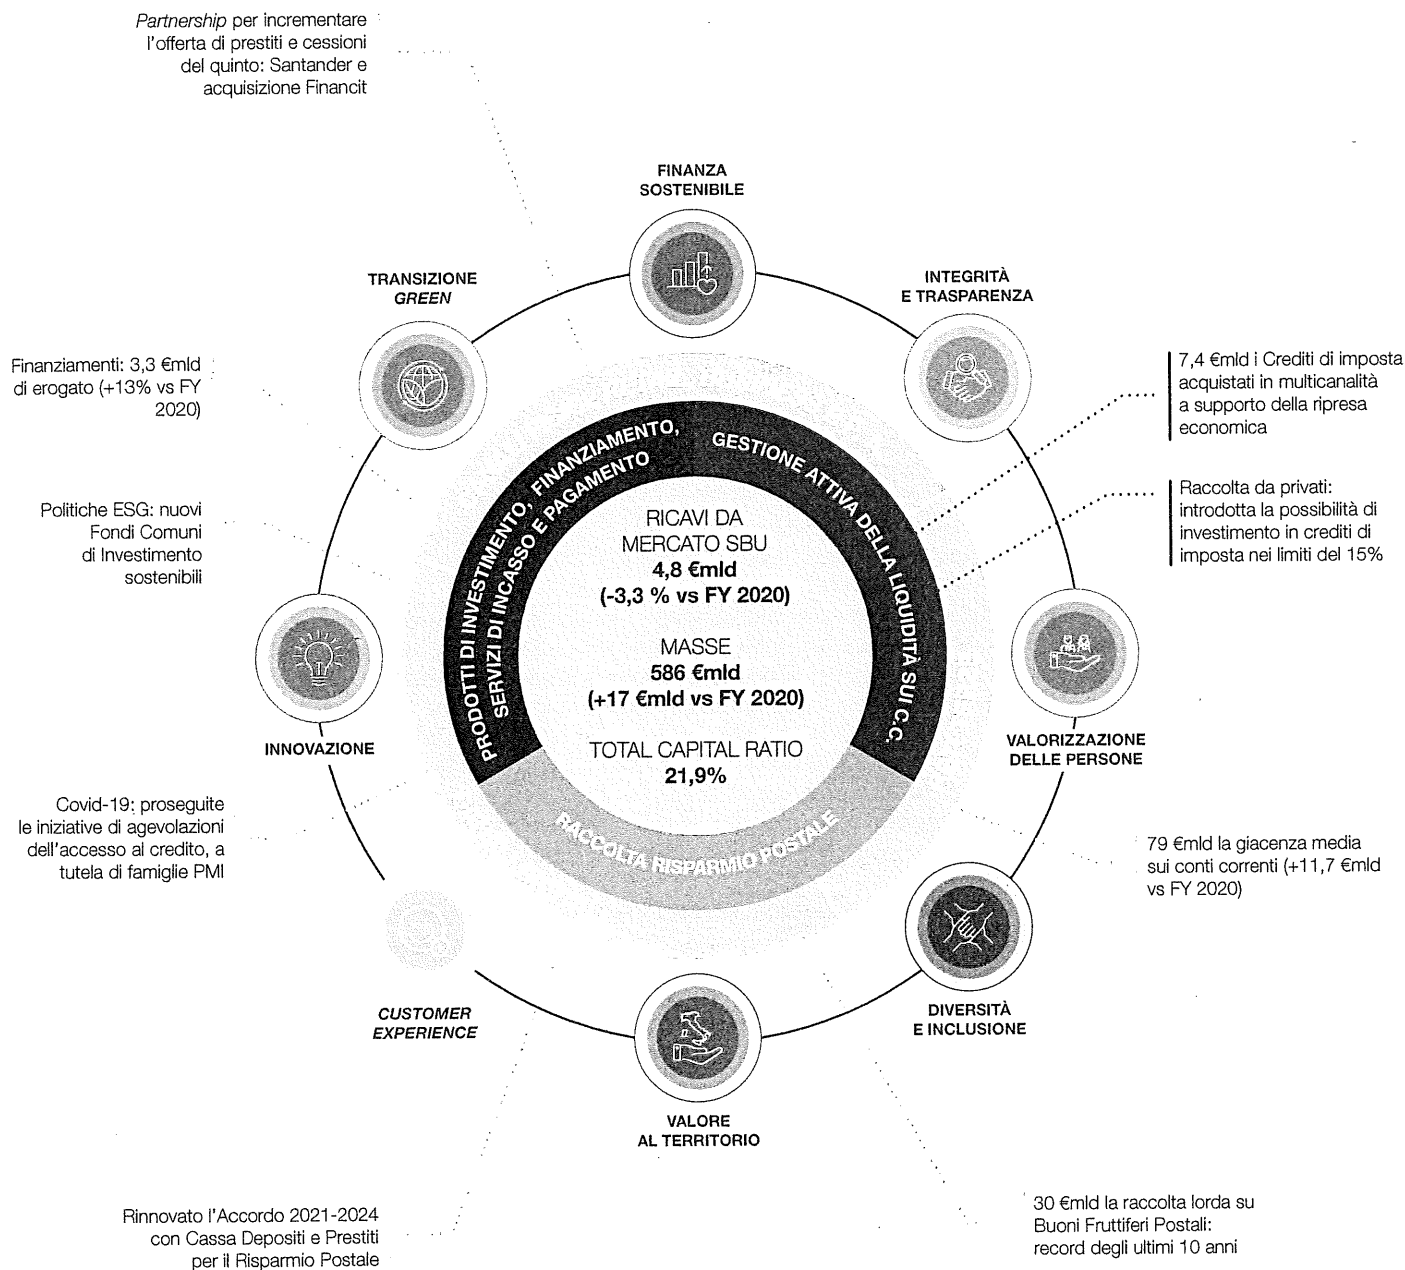 Partnership per incrementare
l'offerta di prestiti e cessioni
del quinto: Santander e
acquisizione Financit
FINANZA
SOSTENIBILE
TRANSIZIONE
GREEN
INTEGRITÀ
E TRASPARENZA
Finanziamenti: 3,3 €mld
di erogato (+13% vs FY
2020)
7,4 €mld i Crediti di imposta
acquistati in multicanalità
a supporto della ripresa
economica
Politiche ESG: nuovi
Fondi Comuni
di Investimento
sostenibili
Raccolta da privati:
introdotta la possibilità di
investimento in crediti di
imposta nei limiti del 15%
PRODOTTI DI INVESTIMENTO, FINANZIAMENTO,
SERVIZI DI INCASSO E PAGAMENTO
GESTIONE ATTIVA DELLA LIQUIDITÀ SUI C.C.
RICAVI DA
MERCATO SBU
4,8 €mld
(-3,3 % vs FY 2020)
MASSE
586 €mld
(+17 €mld vs FY 2020)
TOTAL CAPITAL RATIO
21,9%
RACCOLTA RISPARMIO POSTALE
INNOVAZIONE
VALORIZZAZIONE
DELLE PERSONE
Covid-19: proseguite
le iniziative di agevolazioni
dell'accesso al credito, a
tutela di famiglie PMI
79 €mld la giacenza media
sui conti correnti (+11,7 €mld
vs FY 2020)
CUSTOMER
EXPERIENCE
DIVERSITÀ
E INCLUSIONE
VALORE
AL TERRITORIO
Rinnovato l'Accordo 2021-2024
con Cassa Depositi e Prestiti
per il Risparmio Postale
30 €mld la raccolta lorda su
Buoni Fruttiferi Postali:
record degli ultimi 10 anni